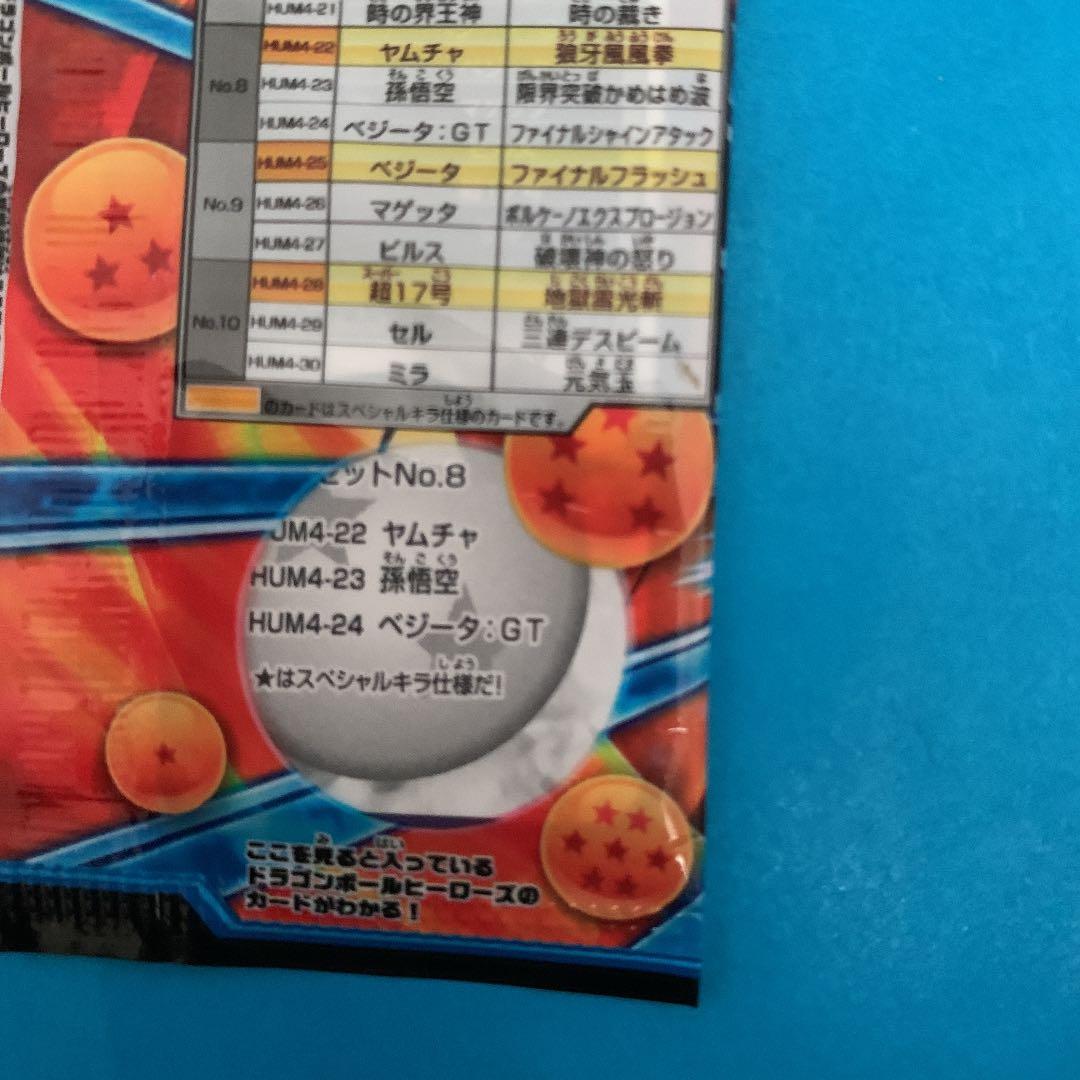 HUM4-21 時の界王神 時の裁き
HUM4-22 ヤムチャ 狼牙風風拳
No.8 HUM4-23 孫悟空 限界突破かめはめ波
HUM4-24 ベジータ:GT ファイナルシャインアタック
HUM4-25 ベジータ ファイナルフラッシュ
No.9 HUM4-26 マゲッタ ボルケーノエクスプロージョン
HUM4-27 ビルス 破壊神の怒り
HUM4-28 超17号 地獄雷光斬
No.10 HUM4-29 セル 三連デスビーム
HUM4-30 ミラ 元気玉
のカードはスペシャルキラ仕様のカードです。
セットNo.8
UM4-22 ヤムチャ
HUM4-23 孫悟空
HUM4-24 ベジータ:GT
★はスペシャルキラ仕様だ!
ここを見ると入っている
ドラゴンボールヒーローズの
カードがわかる!